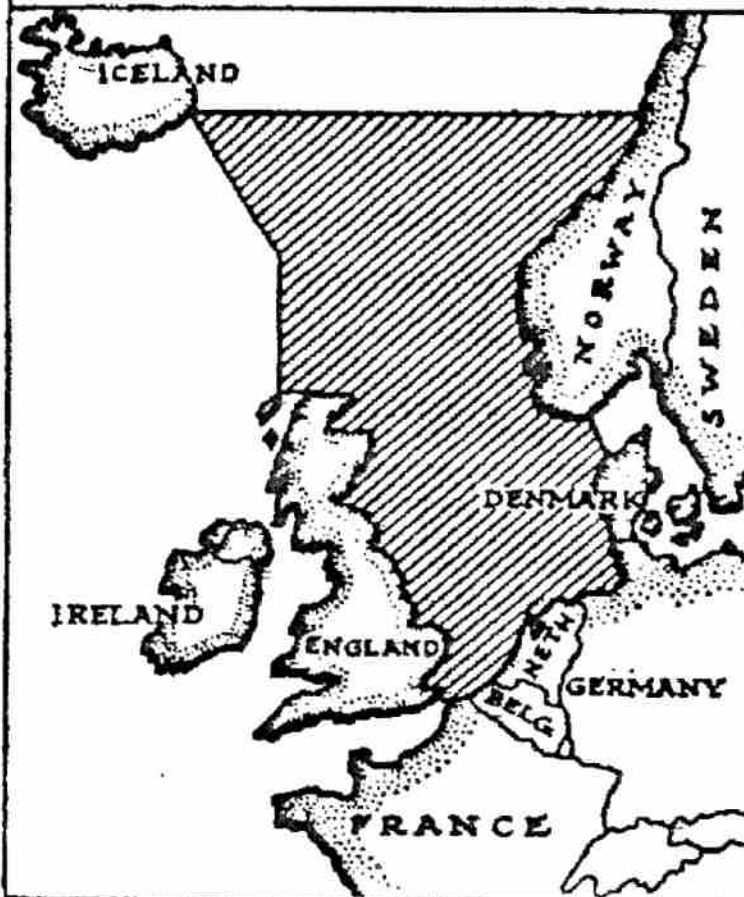 ICELAND
NORWAY
SWEDEN
DENMARK
IRELAND
ENGLAND
NETH
GERMANY
BELG
FRANCE